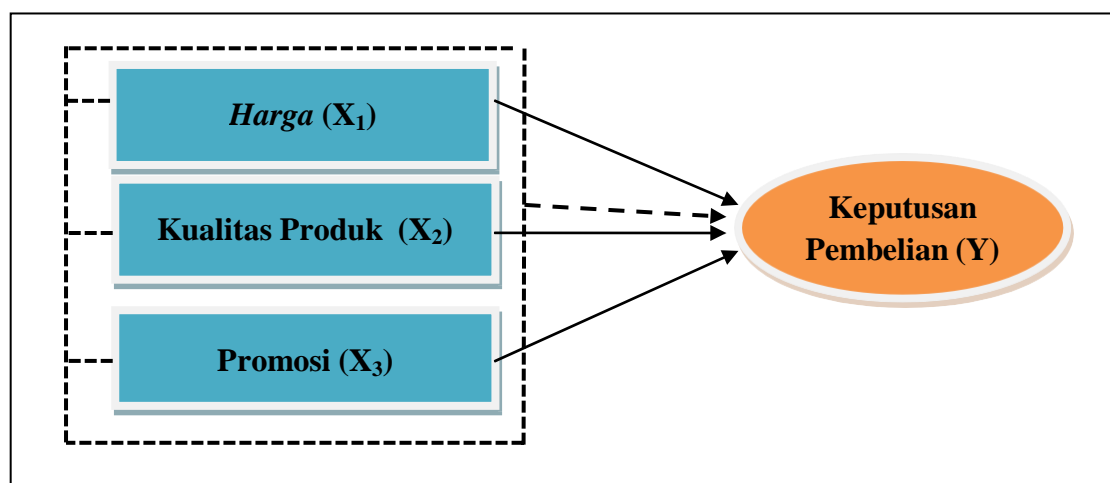 Harga (X₁)
Kualitas Produk (X₂)
Promosi (X₃)
Keputusan
Pembelian (Y)